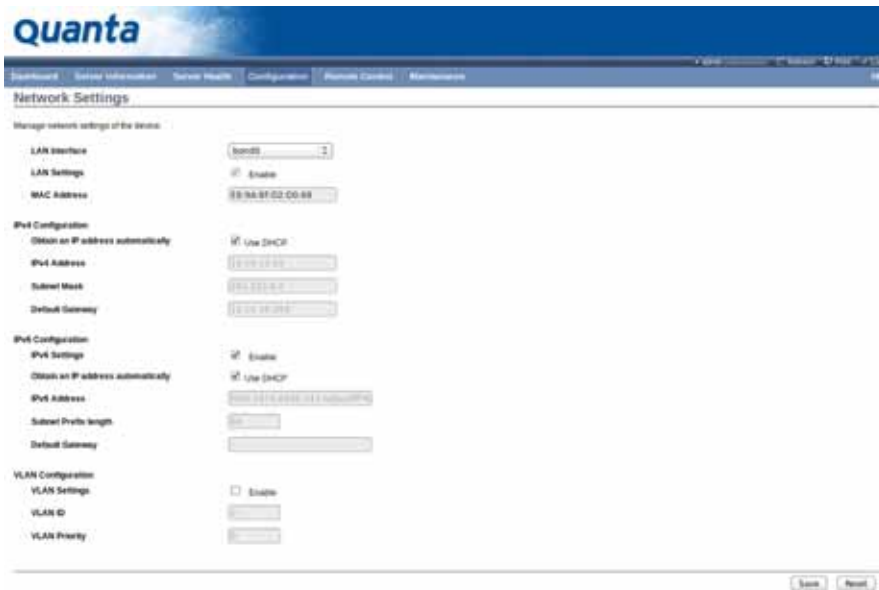 Quanta
Refresh Print
Dashboard Server Information Server Health Configuration Remote Control Maintenance
Network Settings
Manage network settings of the device.
LAN Interface bond0
LAN Settings Enable
MAC Address
IPv4 Configuration
Obtain an IP address automatically Use DHCP
IPv4 Address
Subnet Mask
Default Gateway
IPv6 Configuration
IPv6 Settings Enable
Obtain an IP address automatically Use DHCP
IPv6 Address
Subnet Prefix length
Default Gateway
VLAN Configuration
VLAN Settings Enable
VLAN ID
VLAN Priority
Save Reset